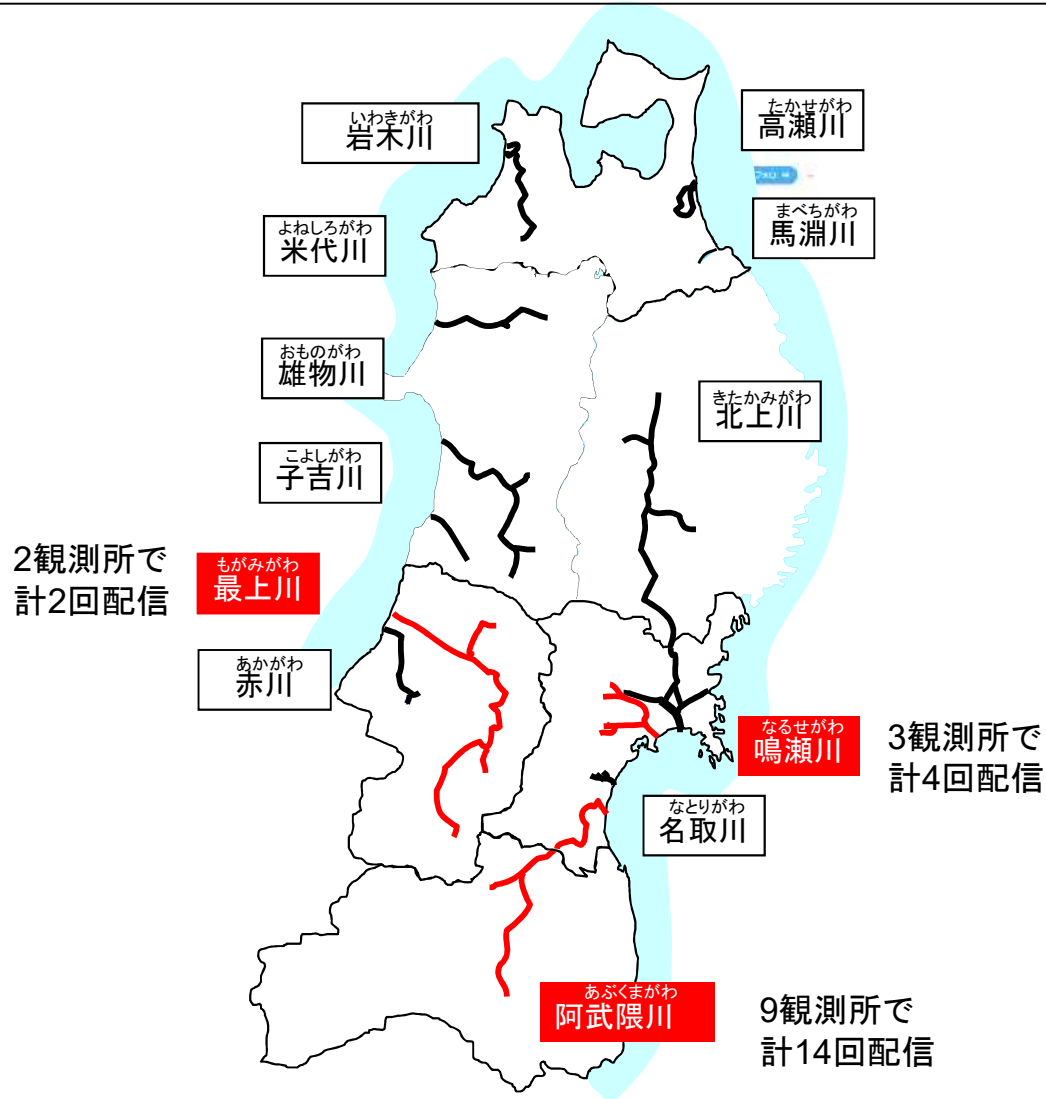 いわきがわ
岩木川
たかせがわ
高瀬川
まべちがわ
馬淵川
よねしろがわ
米代川
おものがわ
雄物川
きたかみがわ
北上川
こよしがわ
子吉川
2観測所で
計2回配信
もがみがわ
最上川
あかがわ
赤川
なるせがわ
鳴瀬川
3観測所で
計4回配信
なとりがわ
名取川
あぶくまがわ
阿武隈川
9観測所で
計14回配信